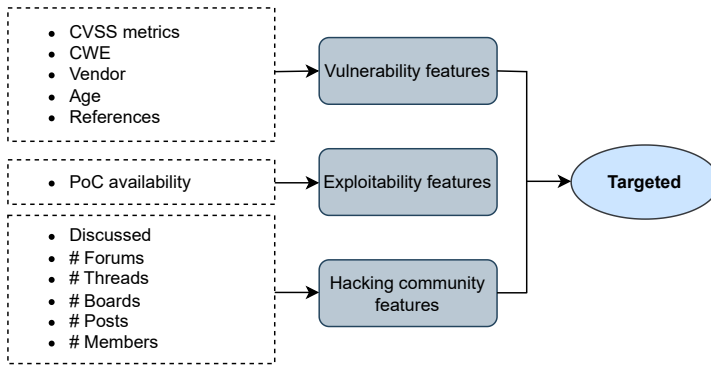 CVSS metrics
CWE
Vendor
Age
References
Vulnerability features
PoC availability
Exploitability features
Targeted
Discussed
# Forums
# Threads
# Boards
# Posts
# Members
Hacking community
features